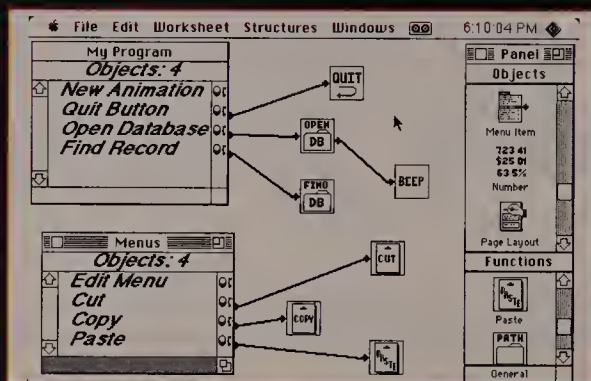 File Edit Worksheet Structures Windows 6:10:04 PM
My Program
Objects: 4
New Animation
Quit Button
Open Database
Find Record
QUIT
OPEN
DB
FIND
DB
BEEP
Menus
Objects: 4
Edit Menu
Cut
Copy
Paste
CUT
COPY
PASTE
Panel
Objects
Menu Item
723 41
$25 01
63 5%
Number
Page Layout
Functions
PASTE
Paste
PATH
General